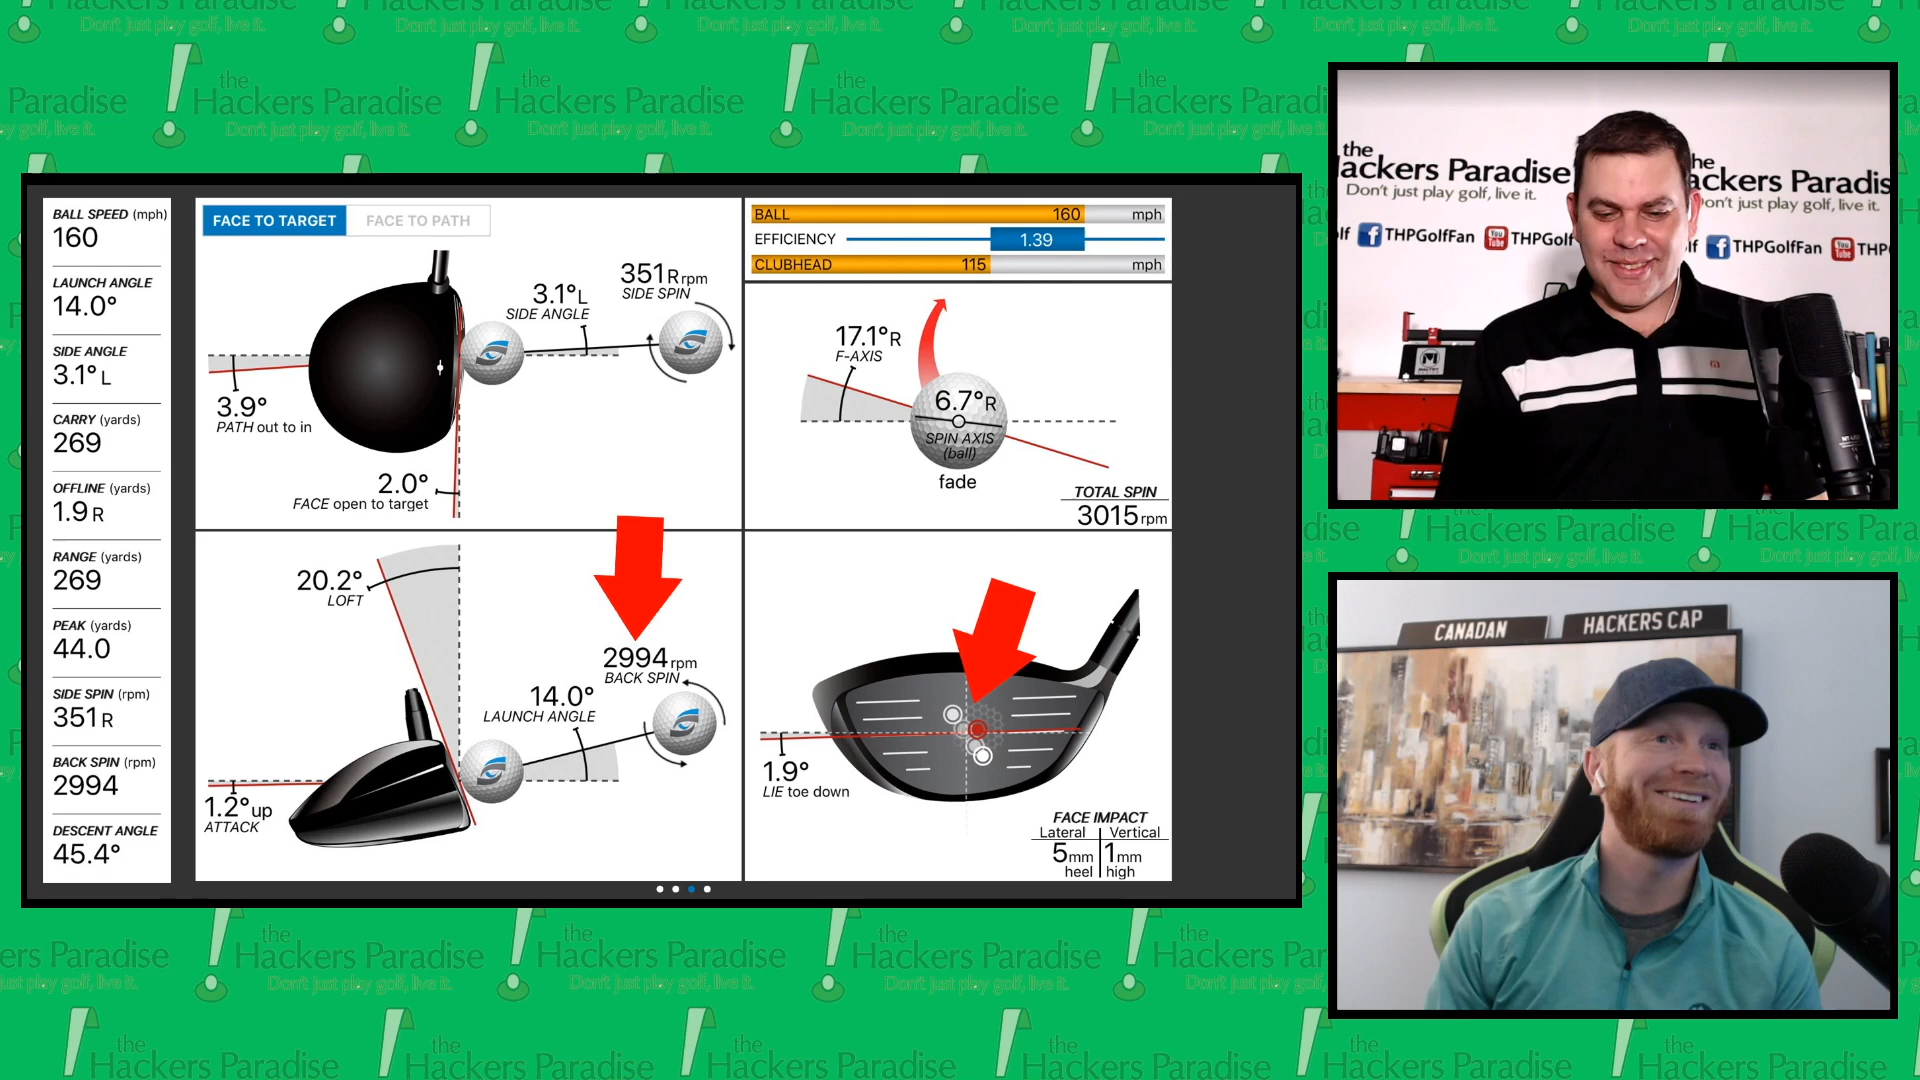 BALL SPEED (mph)
160
LAUNCH ANGLE
14.0°
SIDE ANGLE
3.1° L
CARRY (yards)
269
OFFLINE (yards)
1.9 R
RANGE (yards)
269
PEAK (yards)
44.0
SIDE SPIN (rpm)
351 R
BACK SPIN (rpm)
2994
DESCENT ANGLE
45.4°
FACE TO TARGET
FACE TO PATH
3.9°
PATH out to in
3.1° L
SIDE ANGLE
351 R rpm
SIDE SPIN
2.0°
FACE open to target
BALL 160 mph
EFFICIENCY 1.39
CLUBHEAD 115 mph
17.1° R
F-AXIS
6.7° R
SPIN AXIS
(ball)
fade
TOTAL SPIN
3015 rpm
20.2°
LOFT
2994 rpm
BACK SPIN
14.0°
LAUNCH ANGLE
1.2° up
ATTACK
1.9°
LIE toe down
FACE IMPACT
Lateral Vertical
5mm 1mm
heel high
the
Hackers Paradise
Don't just play golf, live it.
THPGolfFan
CANADAN
HACKERS CAP